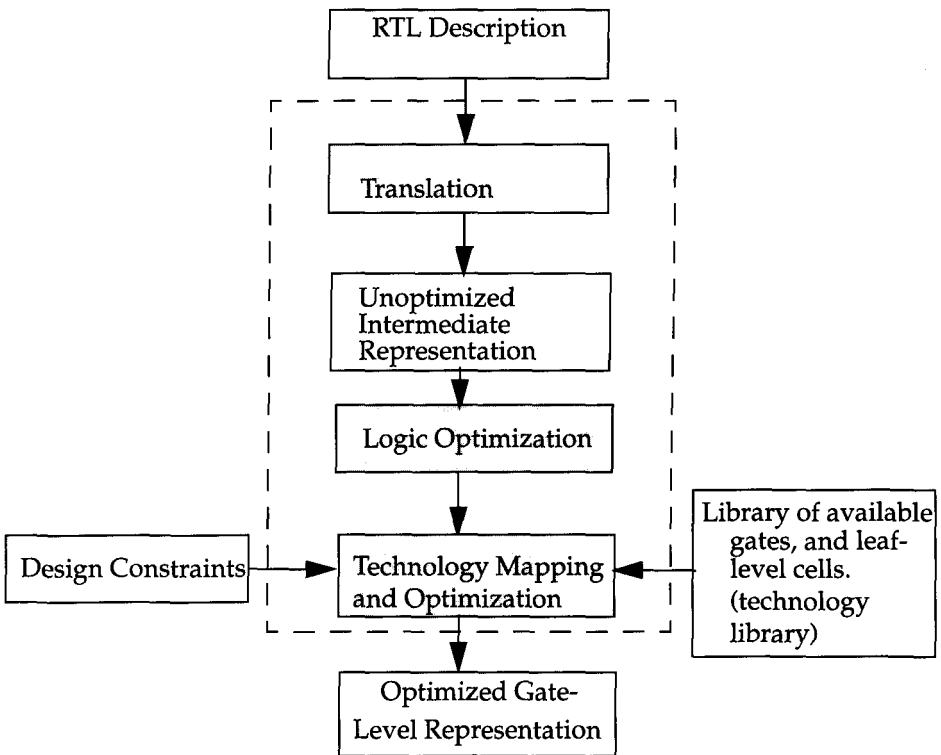 RTL Description
Translation
Unoptimized
Intermediate
Representation
Logic Optimization
Design Constraints
Technology Mapping
and Optimization
Library of available
gates, and leaf-
level cells.
(technology
library)
Optimized Gate-
Level Representation